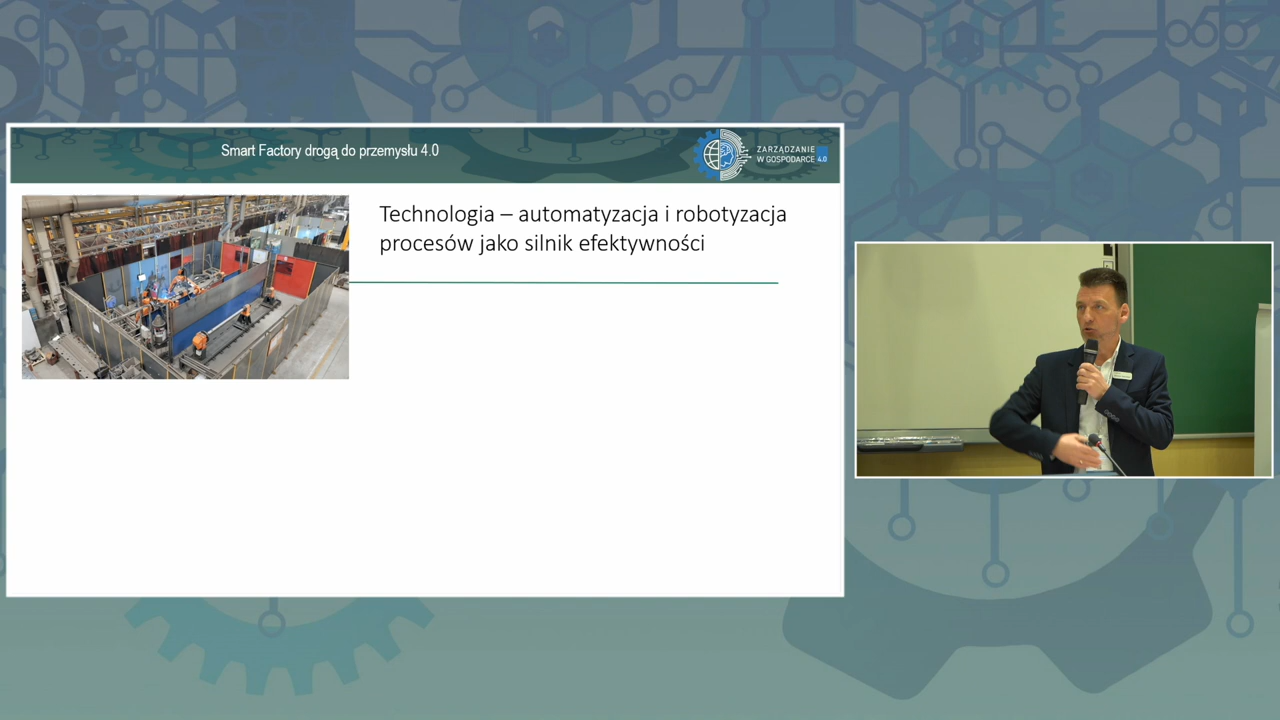 Smart Factory drogą do przemysłu 4.0
ZARZĄDZANIE
W GOSPODARCE 4.0
Technologia – automatyzacja i robotyzacja
procesów jako silnik efektywności